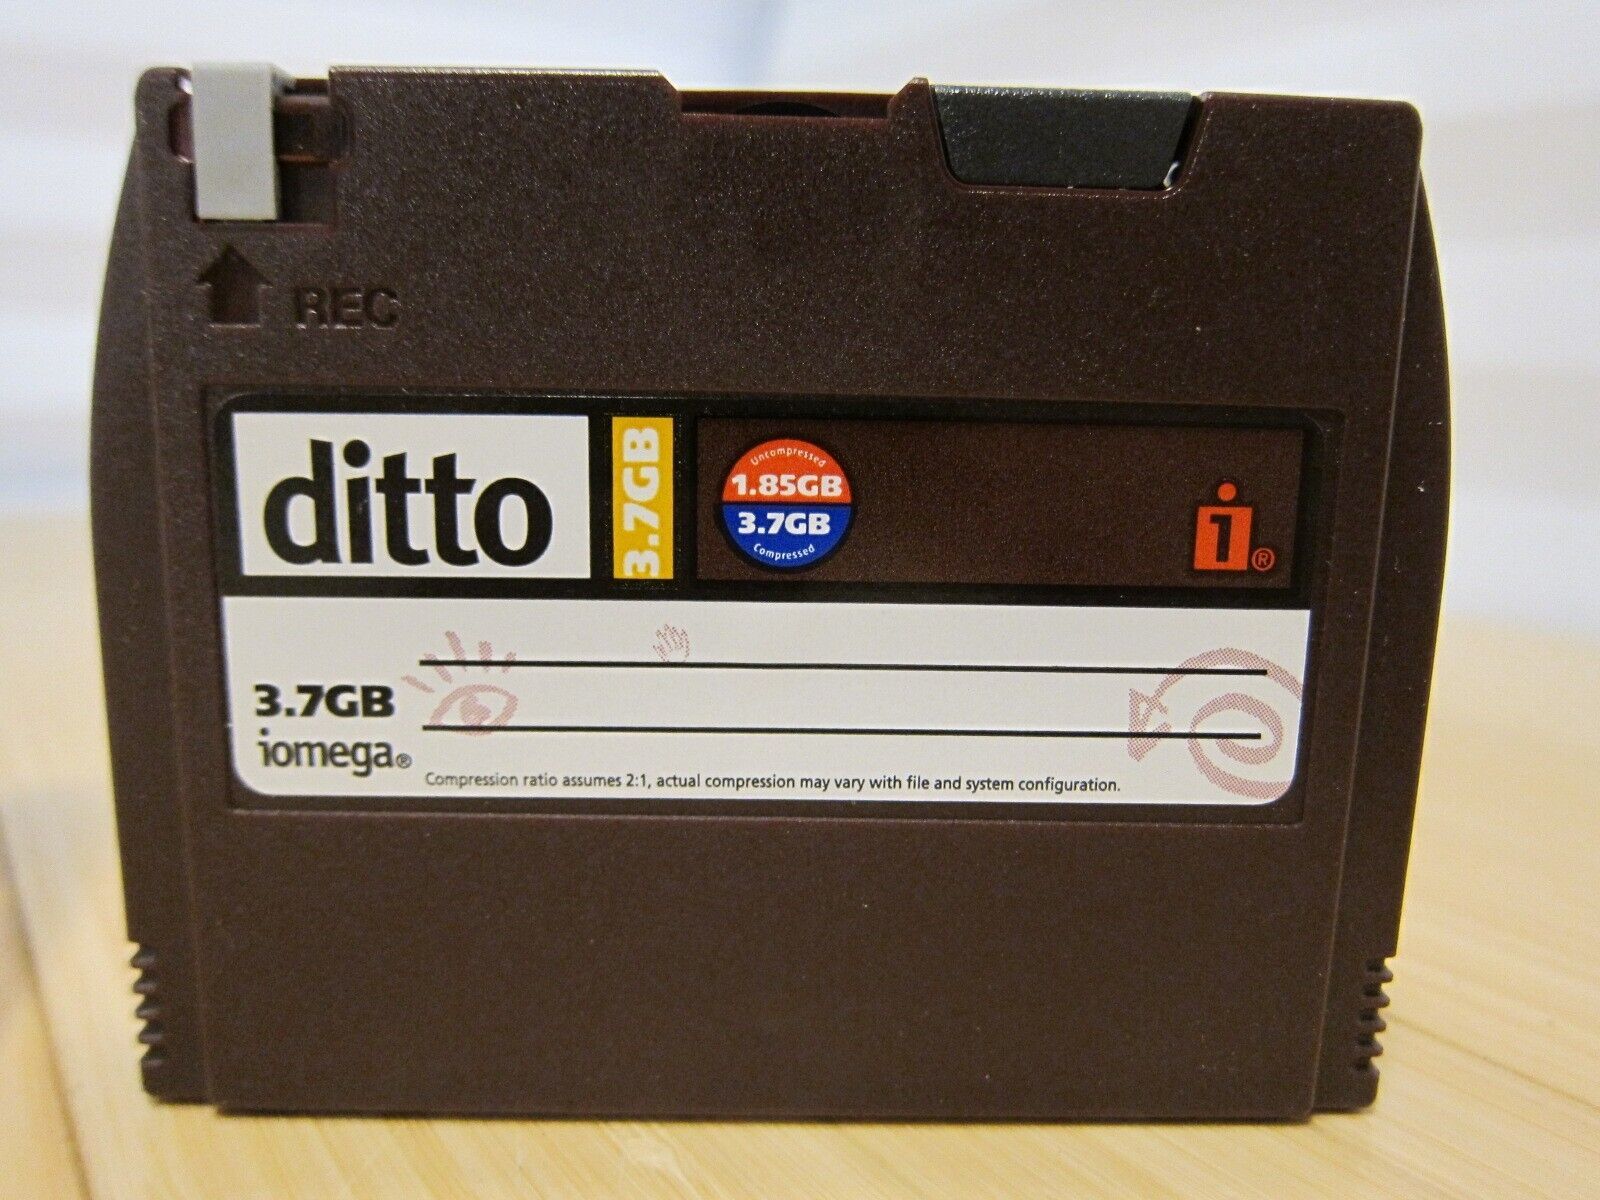 REC
ditto
3.7GB
Uncompressed
1.85GB
3.7GB
Compressed
i®
3.7GB
iomega®
Compression ratio assumes 2:1, actual compression may vary with file and system configuration.